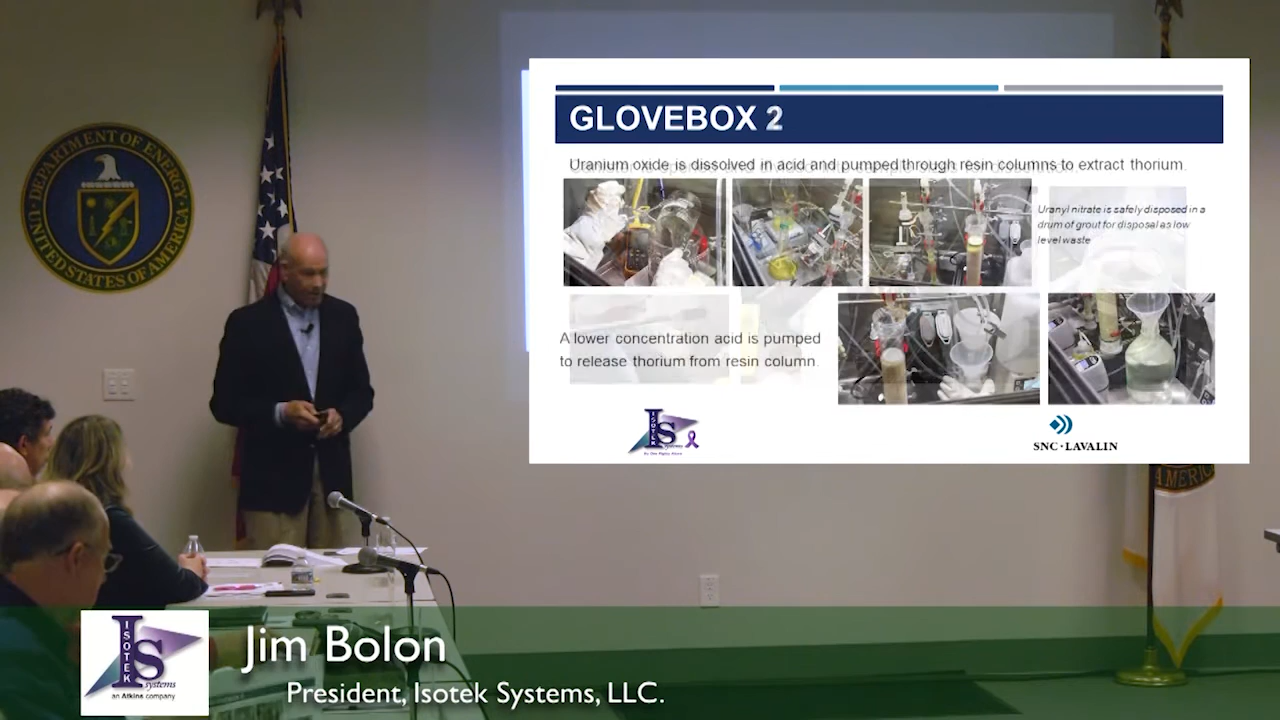 DEPARTMENT OF ENERGY
UNITED STATES OF AMERICA
GLOVEBOX 2
Uranium oxide is dissolved in acid and pumped through resin columns to extract thorium.
Uranyl nitrate is safely disposed in a
drum of grout for disposal as low
level waste
A lower concentration acid is pumped
to release thorium from resin column.
ISOTEK
Systems
SNC·LAVALIN
AMERICA
ISOTEK
Systems
an Atkins company
Jim Bolon
President, Isotek Systems, LLC.